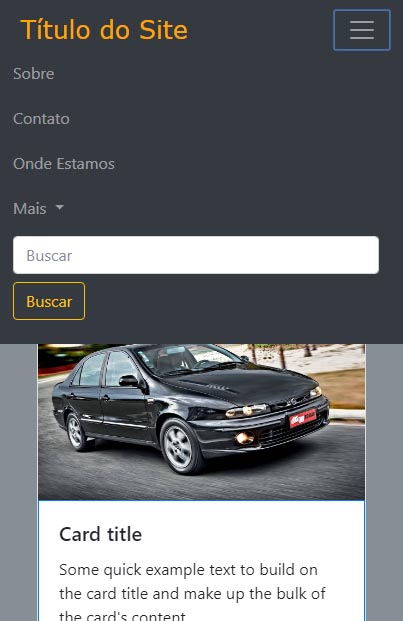 Título do Site
Sobre
Contato
Onde Estamos
Mais
Buscar
Buscar
Card title
Some quick example text to build on
the card title and make up the bulk of
the card's content